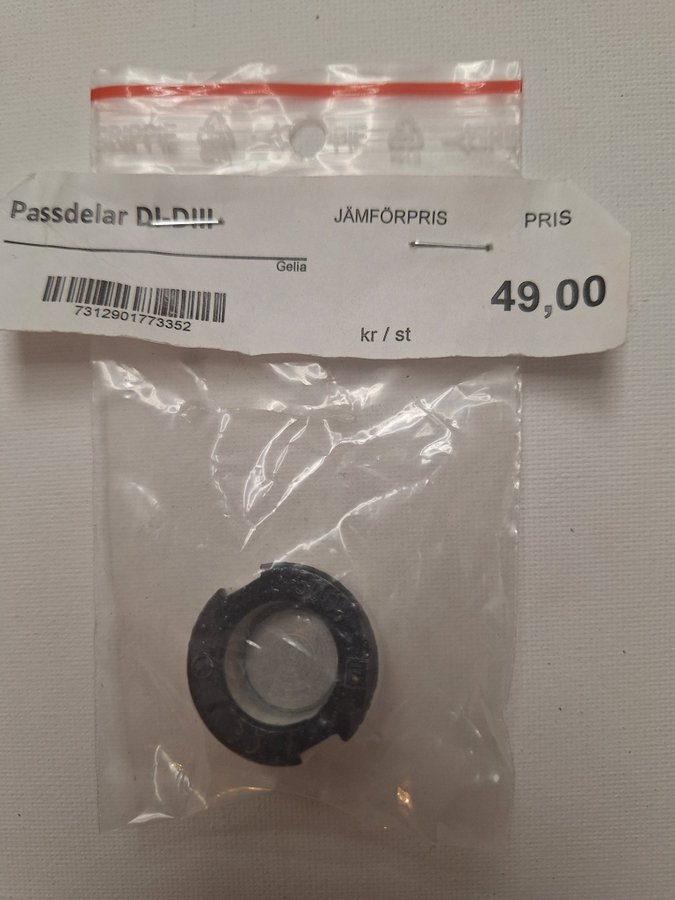 Passdelar DI-DIII
JÄMFÖRPRIS
PRIS
Gelia
7312901773352
49,00
kr / st